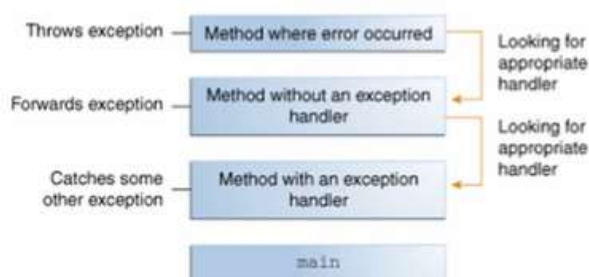 Throws exception
Method where error occurred
Looking for
appropriate
handler
Forwards exception
Method without an exception
handler
Looking for
appropriate
handler
Catches some
other exception
Method with an exception
handler
main